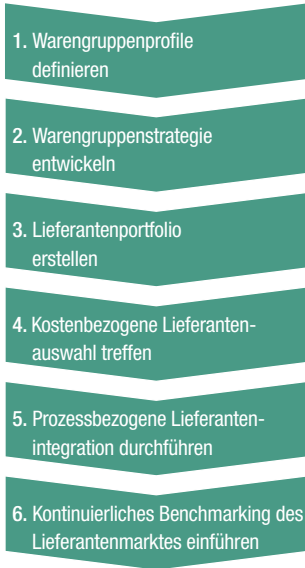 1. Warengruppenprofile
definieren
2. Warengruppenstrategie
entwickeln
3. Lieferantenportfolio
erstellen
4. Kostenbezogene Lieferanten-
auswahl treffen
5. Prozessbezogene Lieferanten-
integration durchführen
6. Kontinuierliches Benchmarking des
Lieferantenmarktes einführen